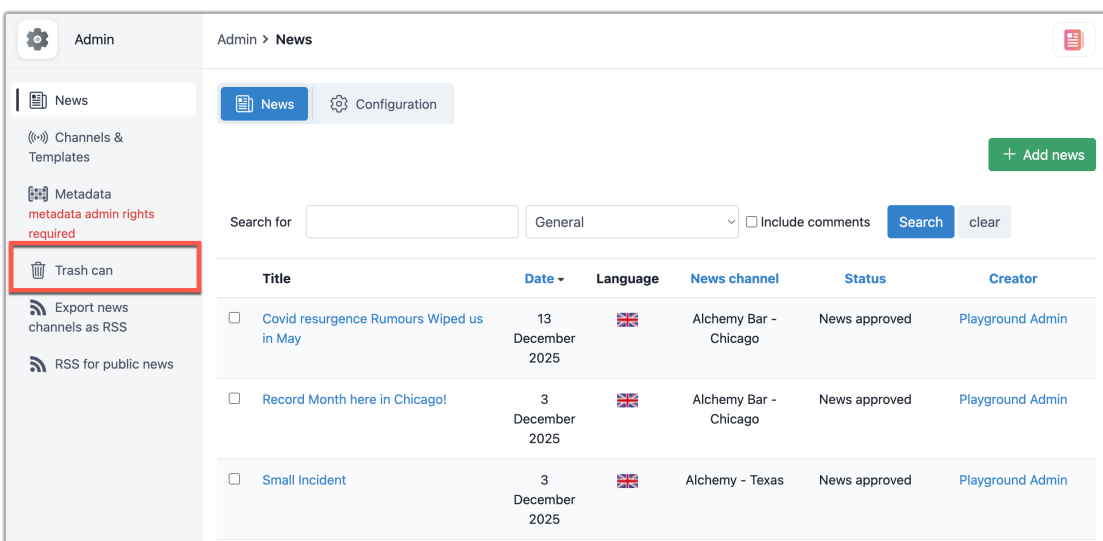 Admin
Admin > News
News
Channels &
Templates
Metadata
metadata admin rights
required
Trash can
Export news
channels as RSS
RSS for public news
News
Configuration
+ Add news
Search for
General
Include comments
Search
clear
Title
Date
Language
News channel
Status
Creator
Covid resurgence Rumours Wiped us
in May
13
December
2025
Alchemy Bar -
Chicago
News approved
Playground Admin
Record Month here in Chicago!
3
December
2025
Alchemy Bar -
Chicago
News approved
Playground Admin
Small Incident
3
December
2025
Alchemy - Texas
News approved
Playground Admin